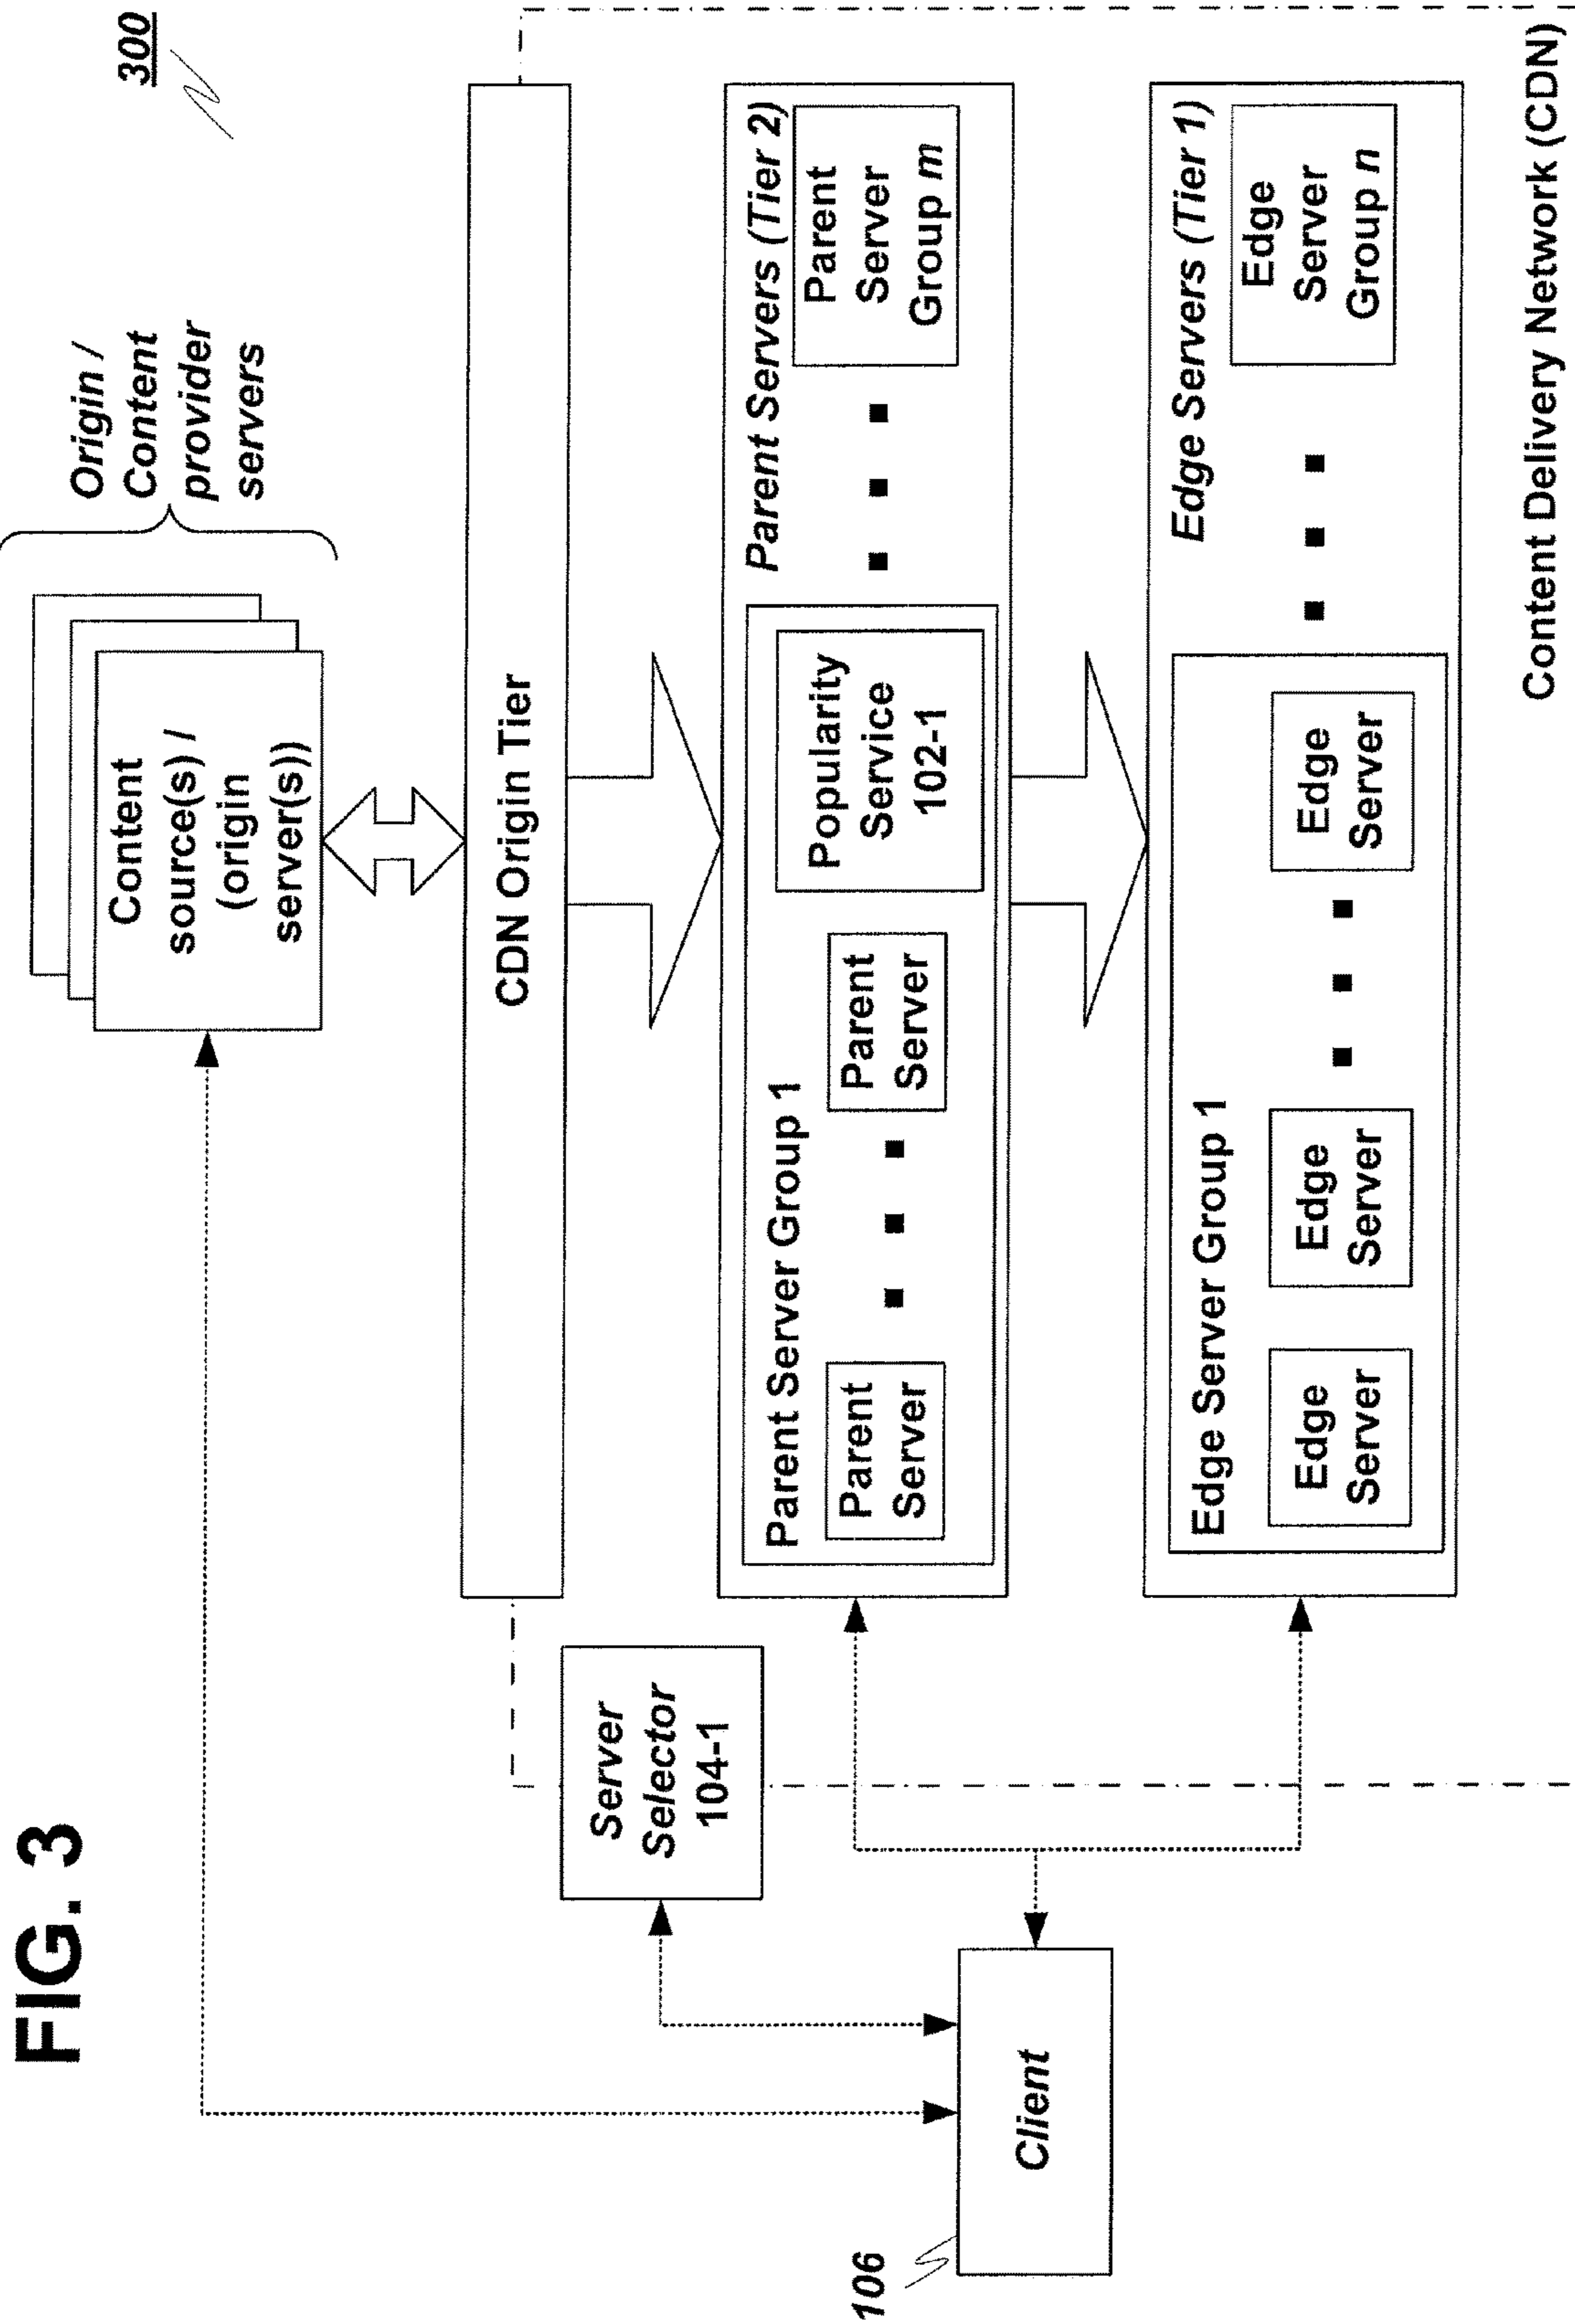 FIG. 3
300
Origin /
Content
provider
servers
Content
source(s) /
(origin
server(s))
CDN Origin Tier
Server
Selector
104-1
Parent Servers (Tier 2)
Parent Server Group 1
Parent
Server
Parent
Server
Popularity
Service
102-1
Parent
Server
Group m
106
Client
Edge Servers (Tier 1)
Edge Server Group 1
Edge
Server
Edge
Server
Edge
Server
Edge
Server
Group n
Content Delivery Network (CDN)